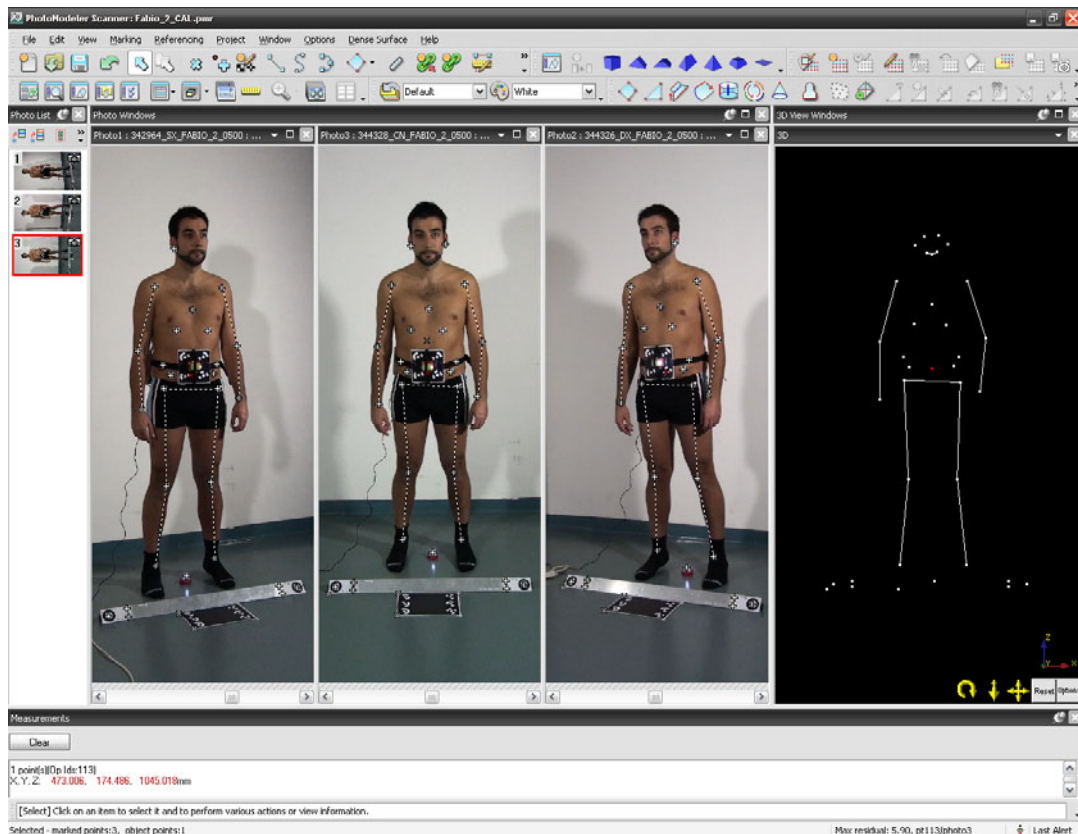 PhotoModeler Scanner: Fabio_2_CAL.pmr
File Edit View Marking Referencing Project Window Options Dense Surface Help
Default White
Photo List Photo Windows 3D View Windows
Photo1 : 342964_SX_FABIO_2_0500 : ... Photo3 : 344328_CN_FABIO_2_0500 : ... Photo2 : 344326_DX_FABIO_2_0500 : ... 3D
1
2
3
Z
X
Y
Reset Options
Measurements
Clear
1 point(s)(Op Ids:113)
X, Y, Z: 473.006, 174.486, 1045.018mm
[Select] Click on an item to select it and to perform various actions or view information.
Selected - marked points:3, object points:1 Max residual: 5.90, pt113/photo3 Last Alert